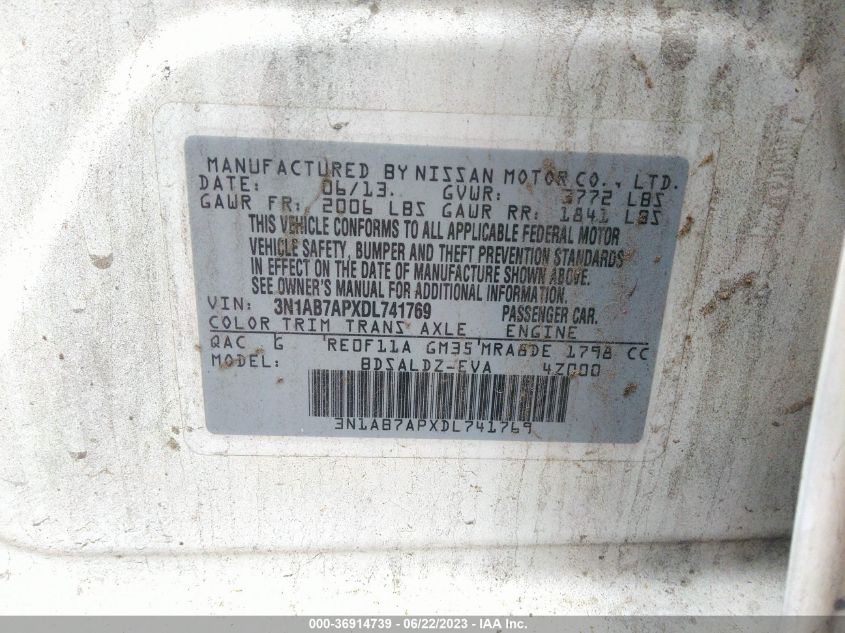 MANUFACTURED BY NISSAN MOTOR CO., LTD.
DATE: 06/13 GVWR: 3772 LBS
GAWR FR: 2006 LBS GAWR RR: 1841 LBS
THIS VEHICLE CONFORMS TO ALL APPLICABLE FEDERAL MOTOR
VEHICLE SAFETY, BUMPER AND THEFT PREVENTION STANDARDS
IN EFFECT ON THE DATE OF MANUFACTURE SHOWN ABOVE.
SEE OWNER'S MANUAL FOR ADDITIONAL INFORMATION.
VIN: 3N1AB7APXDL741769 PASSENGER CAR.
COLOR TRIM TRANS AXLE ENGINE
QAC G RE0F11A GM35 MRA8DE 1798 CC
MODEL: BDSALDZ-EVA 4Z000
3N1AB7APXDL741769
000-36914739 - 06/22/2023 - IAA Inc.